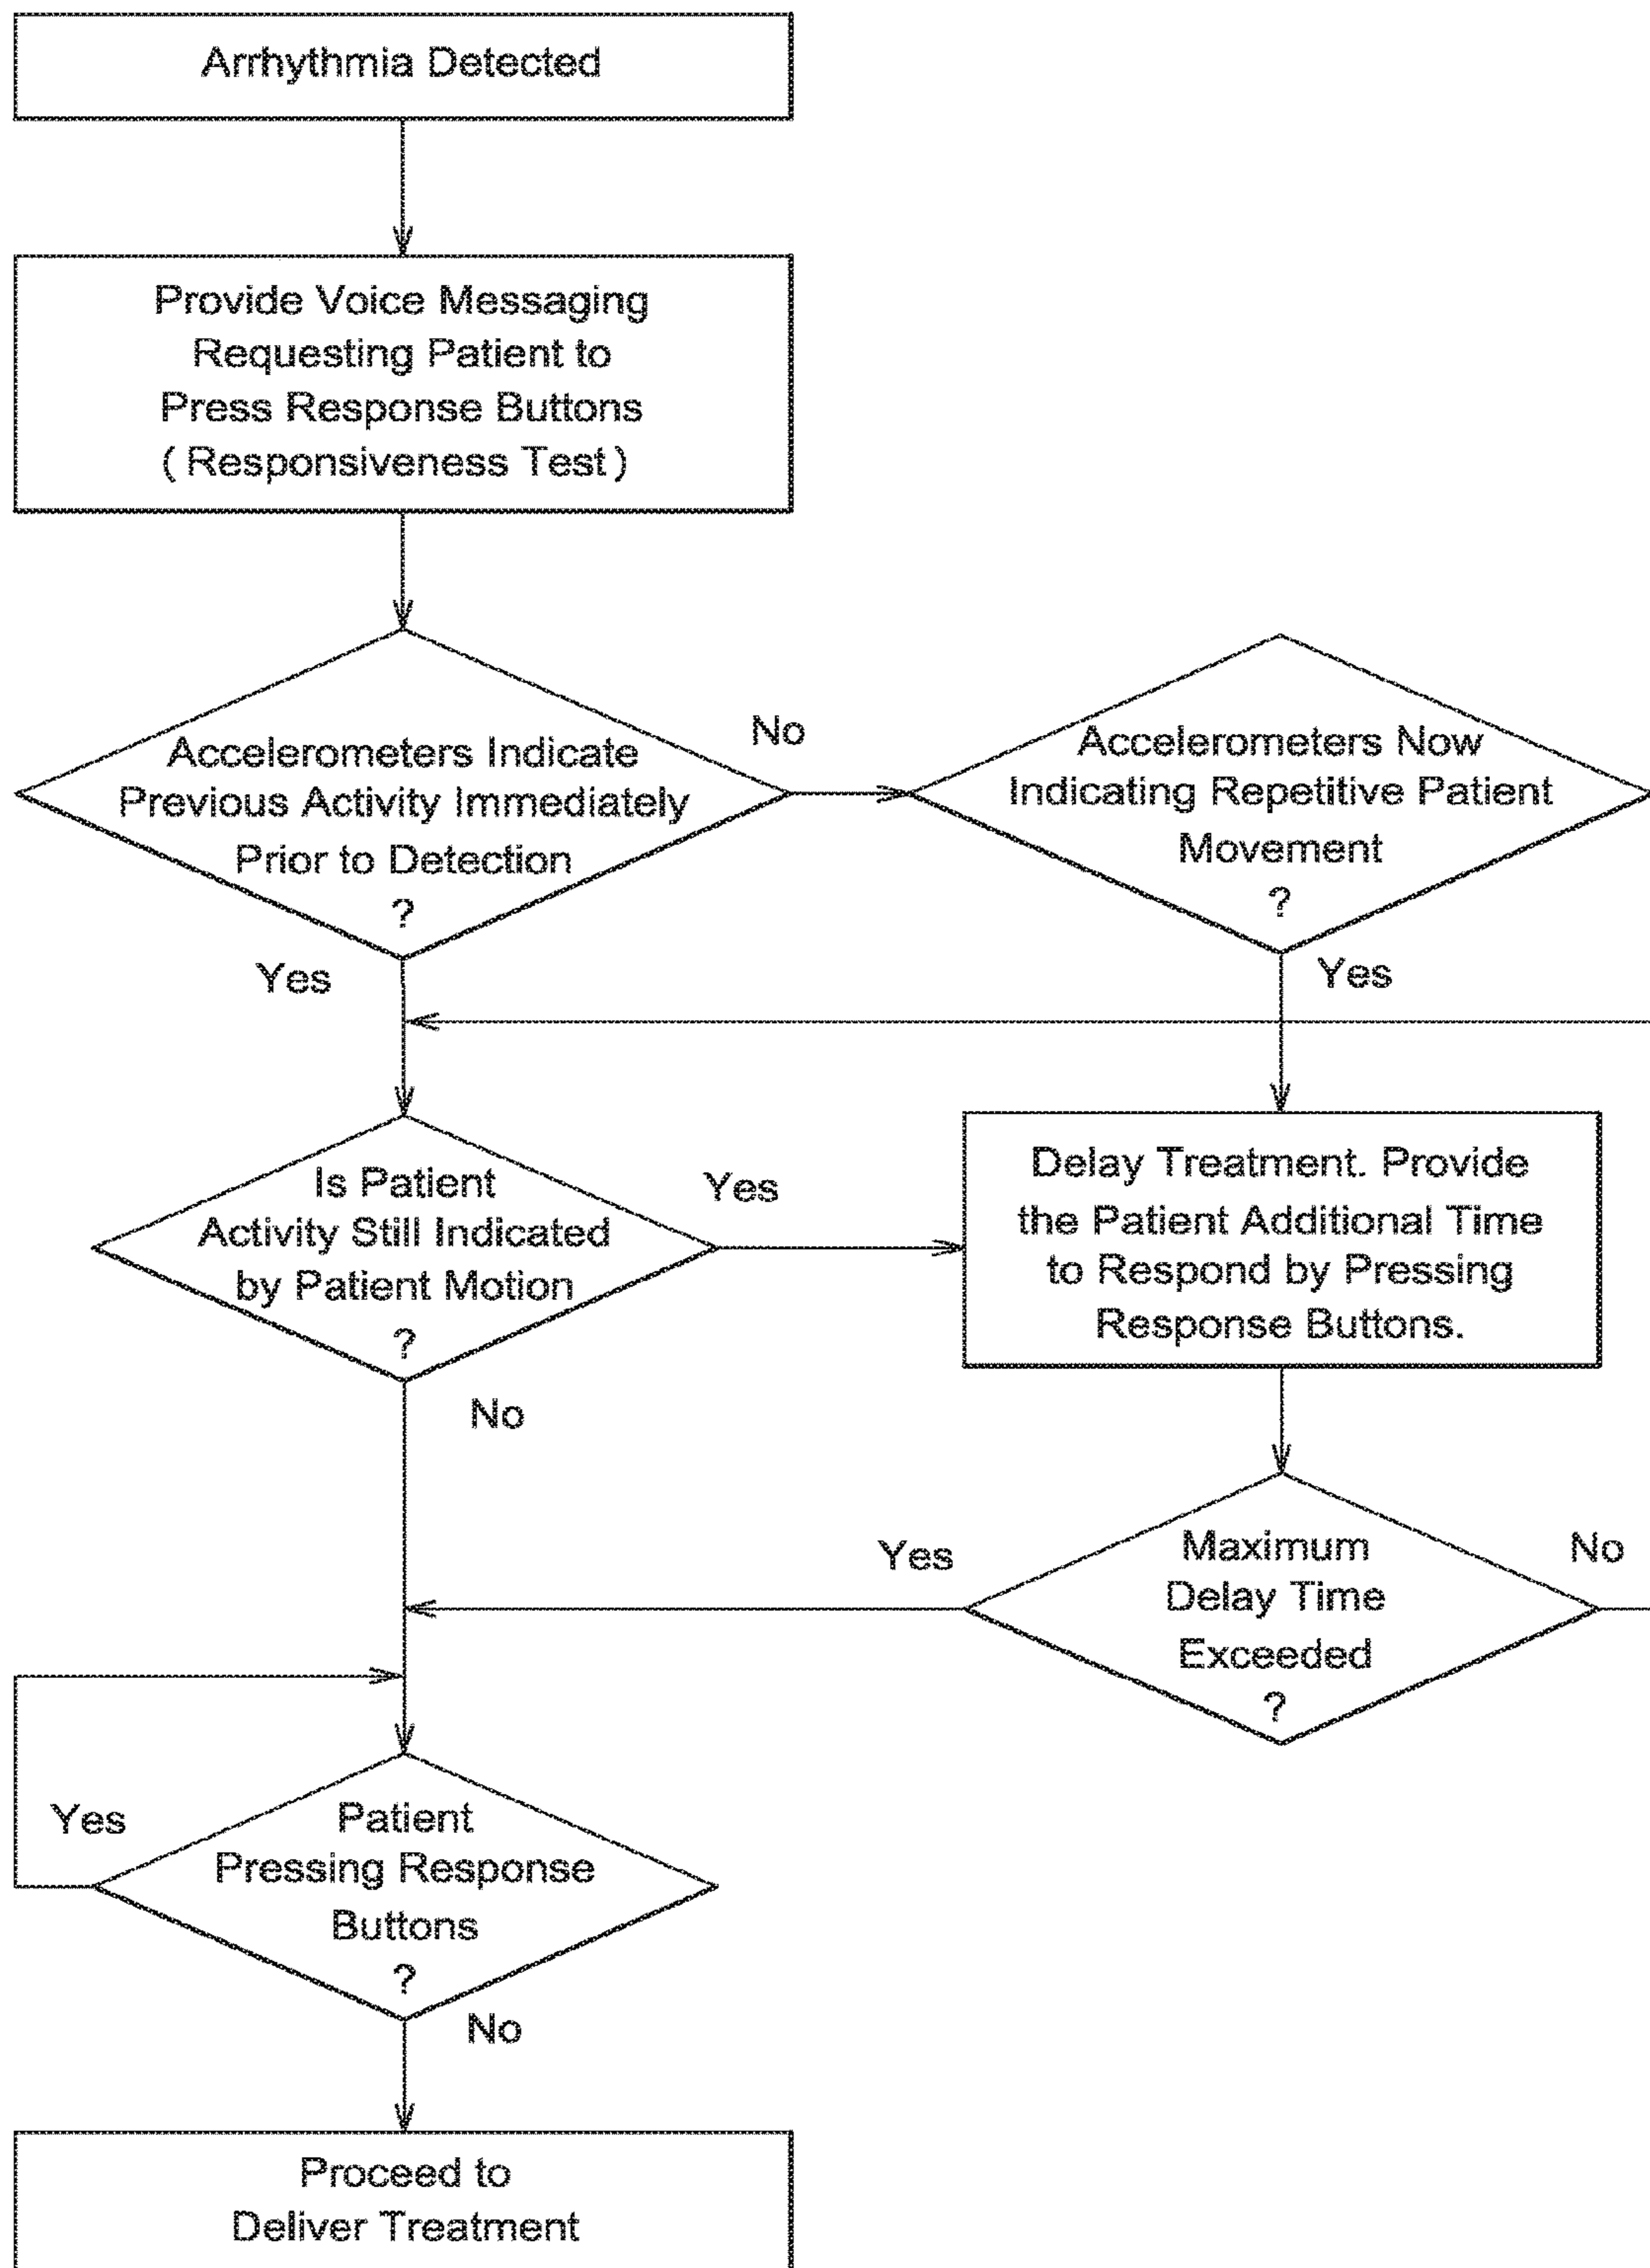 Arrhythmia Detected
Provide Voice Messaging
Requesting Patient to
Press Response Buttons
( Responsiveness Test )
Accelerometers Indicate
Previous Activity Immediately
Prior to Detection
?
No
Accelerometers Now
Indicating Repetitive Patient
Movement
?
Yes
Yes
Is Patient
Activity Still Indicated
by Patient Motion
?
Yes
No
Delay Treatment. Provide
the Patient Additional Time
to Respond by Pressing
Response Buttons.
Maximum
Delay Time
Exceeded
?
Yes
No
Patient
Pressing Response
Buttons
?
Yes
No
Proceed to
Deliver Treatment